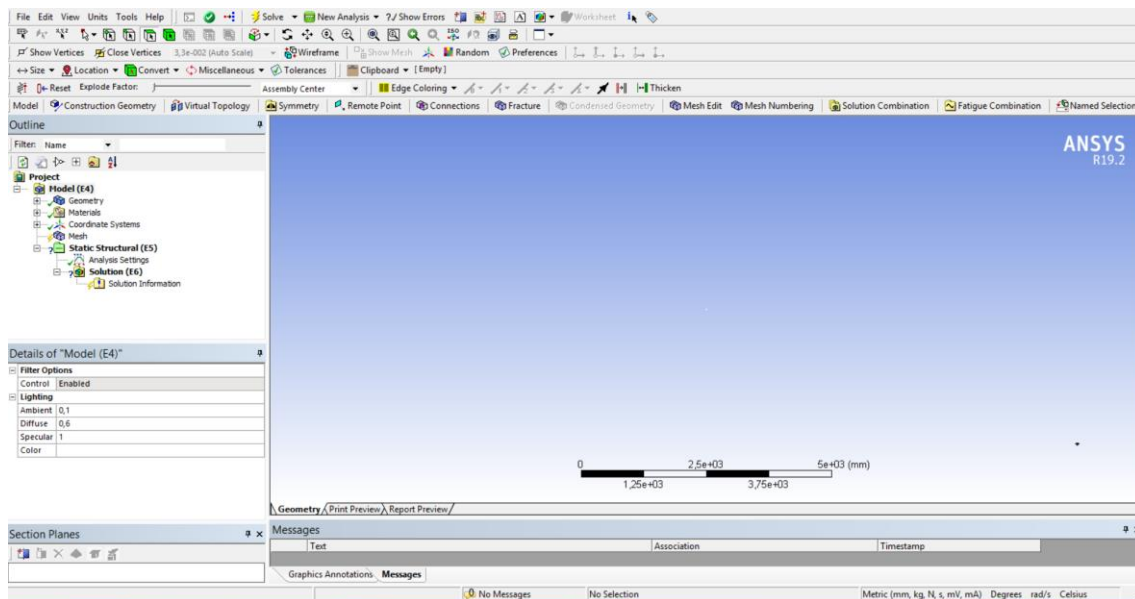 File Edit View Units Tools Help Solve New Analysis ?/ Show Errors Worksheet
Show Vertices Close Vertices 3,3e-002 (Auto Scale) Wireframe Show Mesh Random Preferences
Size Location Convert Miscellaneous Tolerances Clipboard [Empty]
Reset Explode Factor: Assembly Center Edge Coloring Thicken
Model Construction Geometry Virtual Topology Symmetry Remote Point Connections Fracture Condensed Geometry Mesh Edit Mesh Numbering Solution Combination Fatigue Combination Named Selection
Outline
Filter: Name
Project
Model (E4)
Geometry
Materials
Coordinate Systems
Mesh
Static Structural (E5)
Analysis Settings
Solution (E6)
Solution Information
ANSYS
R19.2
Details of "Model (E4)"
Filter Options
Control Enabled
Lighting
Ambient 0,1
Diffuse 0,6
Specular 1
Color
0 2,5e+03 5e+03 (mm)
1,25e+03 3,75e+03
Geometry Print Preview Report Preview
Section Planes
Messages
Text Association Timestamp
Graphics Annotations Messages
0 No Messages No Selection Metric (mm, kg, N, s, mV, mA) Degrees rad/s Celsius